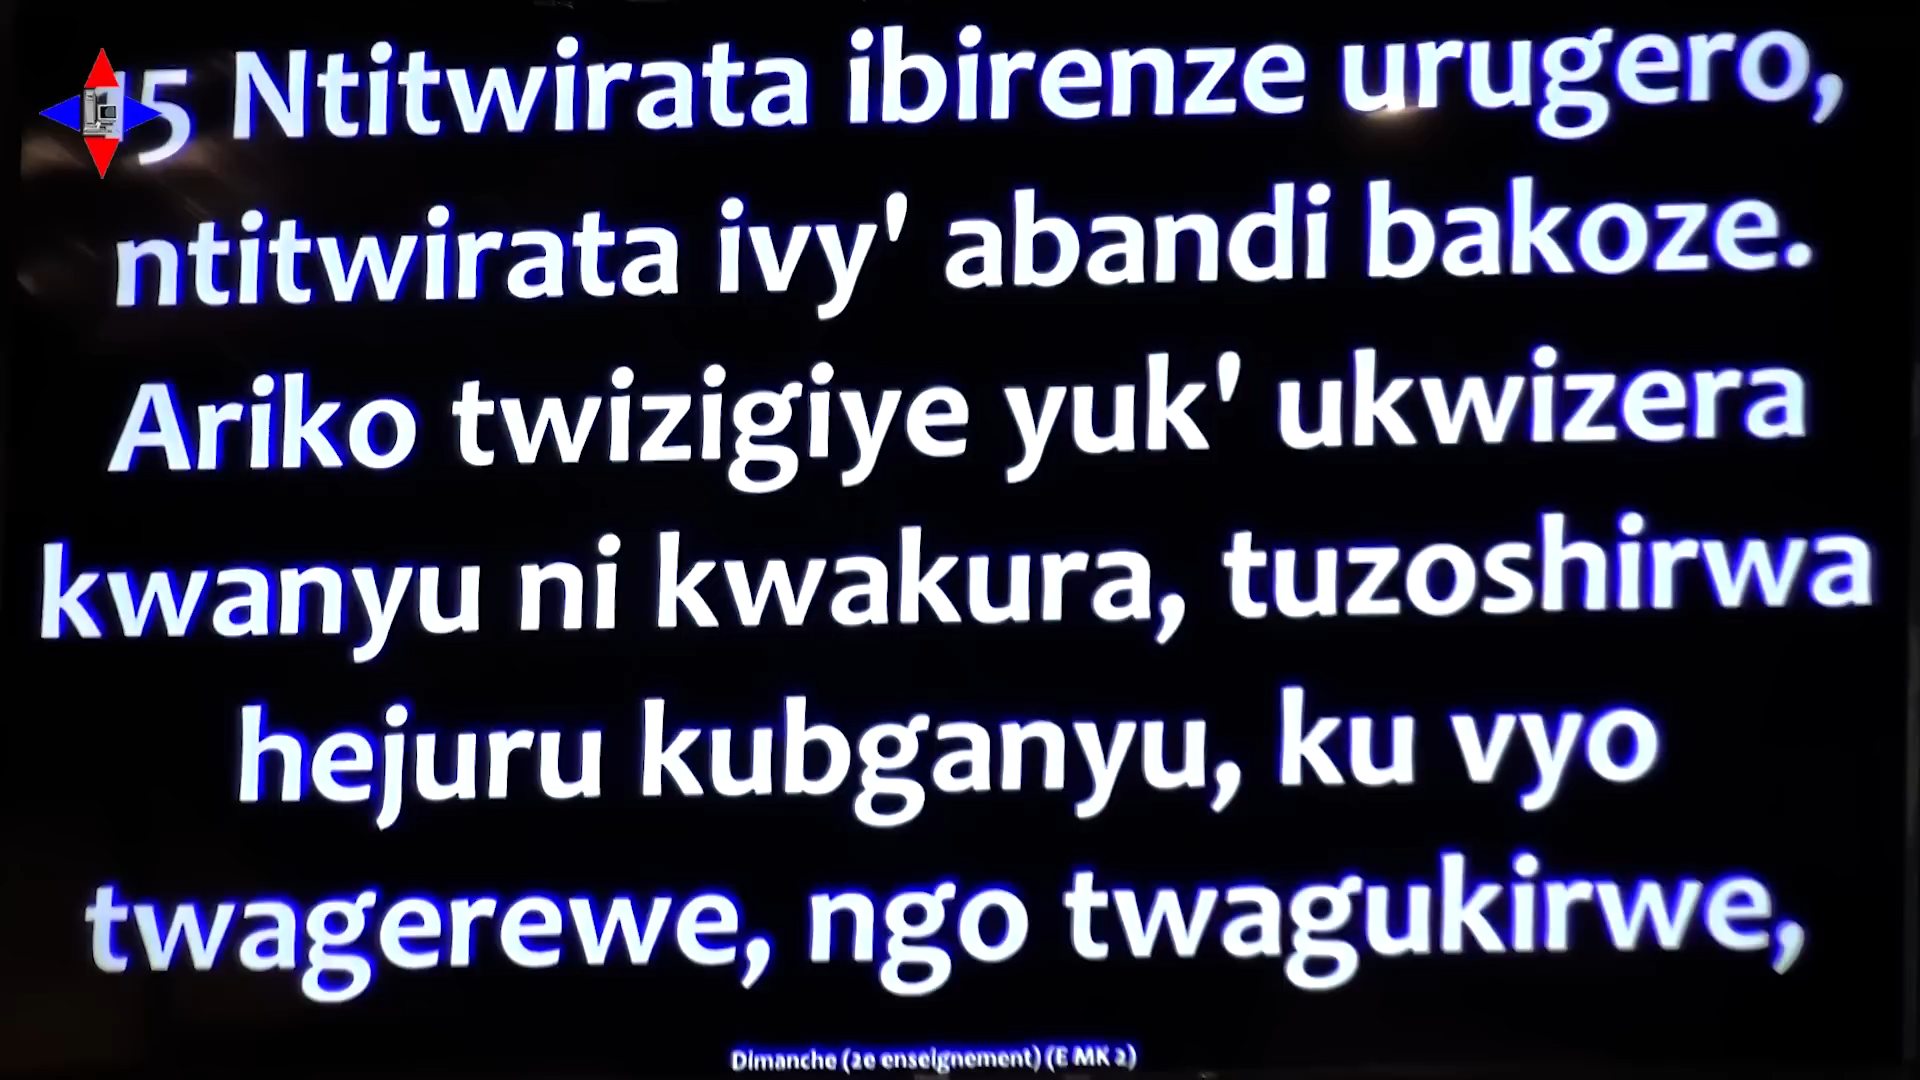 15 Ntitwirata ibirenze urugero,
ntitwirata ivy' abandi bakoze.
Ariko twizigiye yuk' ukwizera
kwanyu ni kwakura, tuzoshirwa
hejuru kubganyu, ku vyo
twagerewe, ngo twagukirwe,
Dimanche (2e enseignement) (E MK 2)